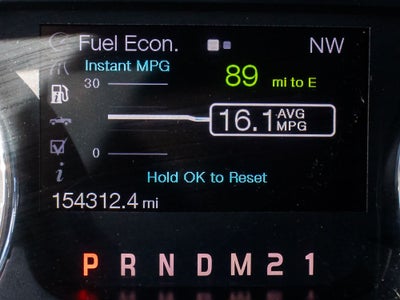 Fuel Econ. NW
Instant MPG
30
89 mi to E
16.1 AVG MPG
0
i
Hold OK to Reset
154312.4 mi
P R N D M 2 1